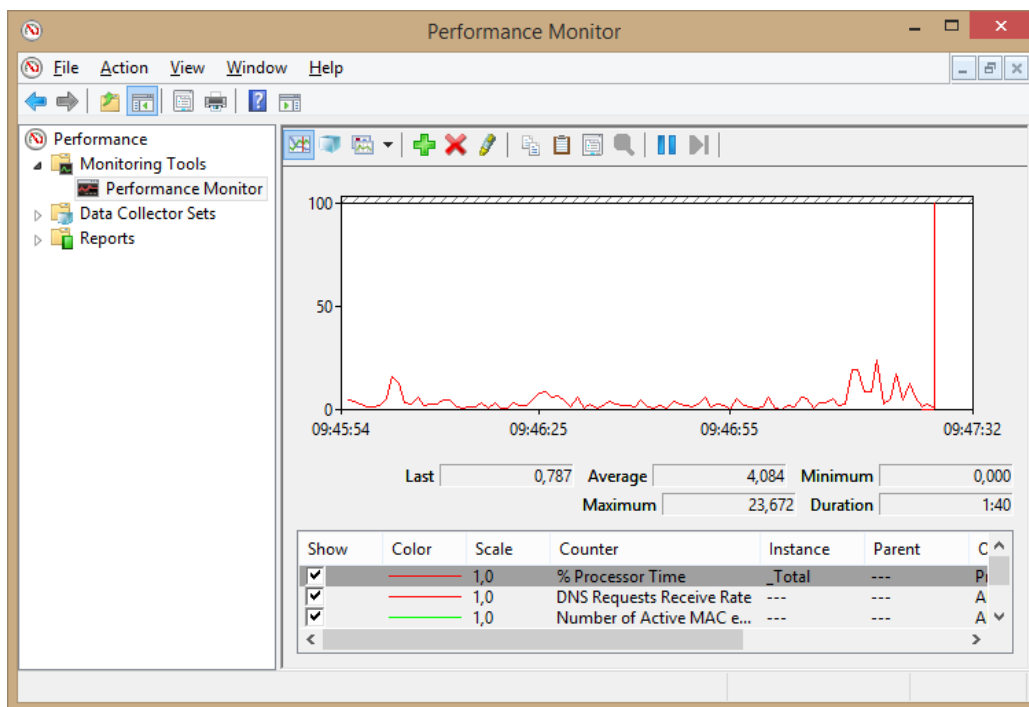 Performance Monitor
File Action View Window Help
Performance
Monitoring Tools
Performance Monitor
Data Collector Sets
Reports
100
50
0
09:45:54 09:46:25 09:46:55 09:47:32
Last 0,787 Average 4,084 Minimum 0,000
Maximum 23,672 Duration 1:40
Show Color Scale Counter Instance Parent
1,0 % Processor Time _Total ---
1,0 DNS Requests Receive Rate --- --- A
1,0 Number of Active MAC e... --- --- A